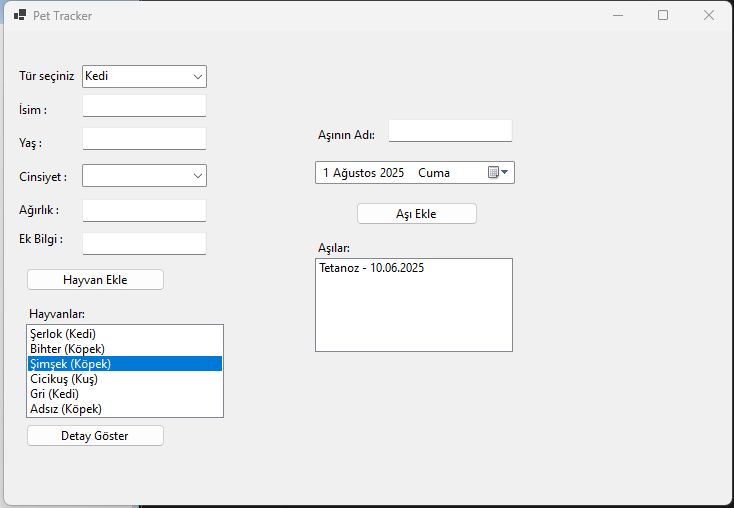 Pet Tracker
Tür seçiniz Kedi
İsim :
Yaş :
Cinsiyet :
Ağırlık :
Ek Bilgi :
Hayvan Ekle
Hayvanlar:
Şerlok (Kedi)
Bihter (Köpek)
Şimşek (Köpek)
Cicikuş (Kuş)
Gri (Kedi)
Adsız (Köpek)
Detay Göster
Aşının Adı:
1 Ağustos 2025 Cuma
Aşı Ekle
Aşılar:
Tetanoz - 10.06.2025